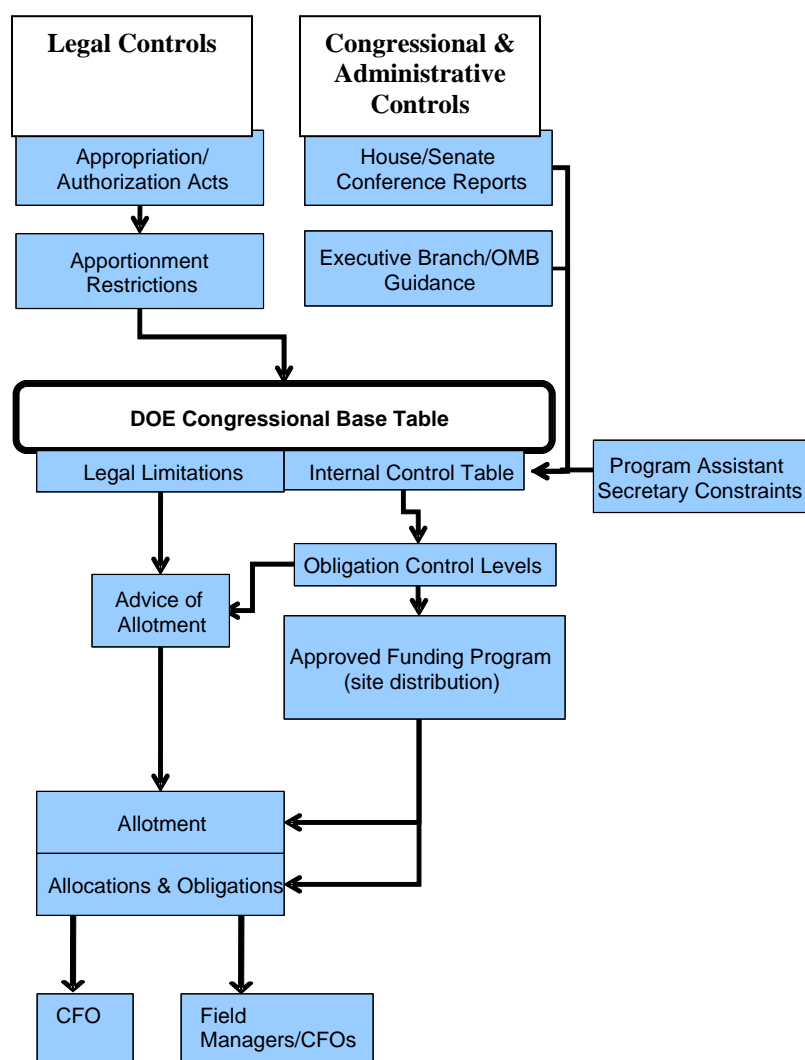 Legal Controls
Congressional &
Administrative
Controls
Appropriation/
Authorization Acts
House/Senate
Conference Reports
Apportionment
Restrictions
Executive Branch/OMB
Guidance
DOE Congressional Base Table
Legal Limitations
Internal Control Table
Program Assistant
Secretary Constraints
Obligation Control Levels
Advice of
Allotment
Approved Funding Program
(site distribution)
Allotment
Allocations & Obligations
CFO
Field
Managers/CFOs